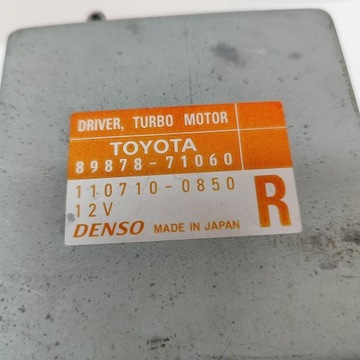 DRIVER, TURBO MOTOR
TOYOTA
89878-71060
110710-0850
12V
R
DENSO MADE IN JAPAN